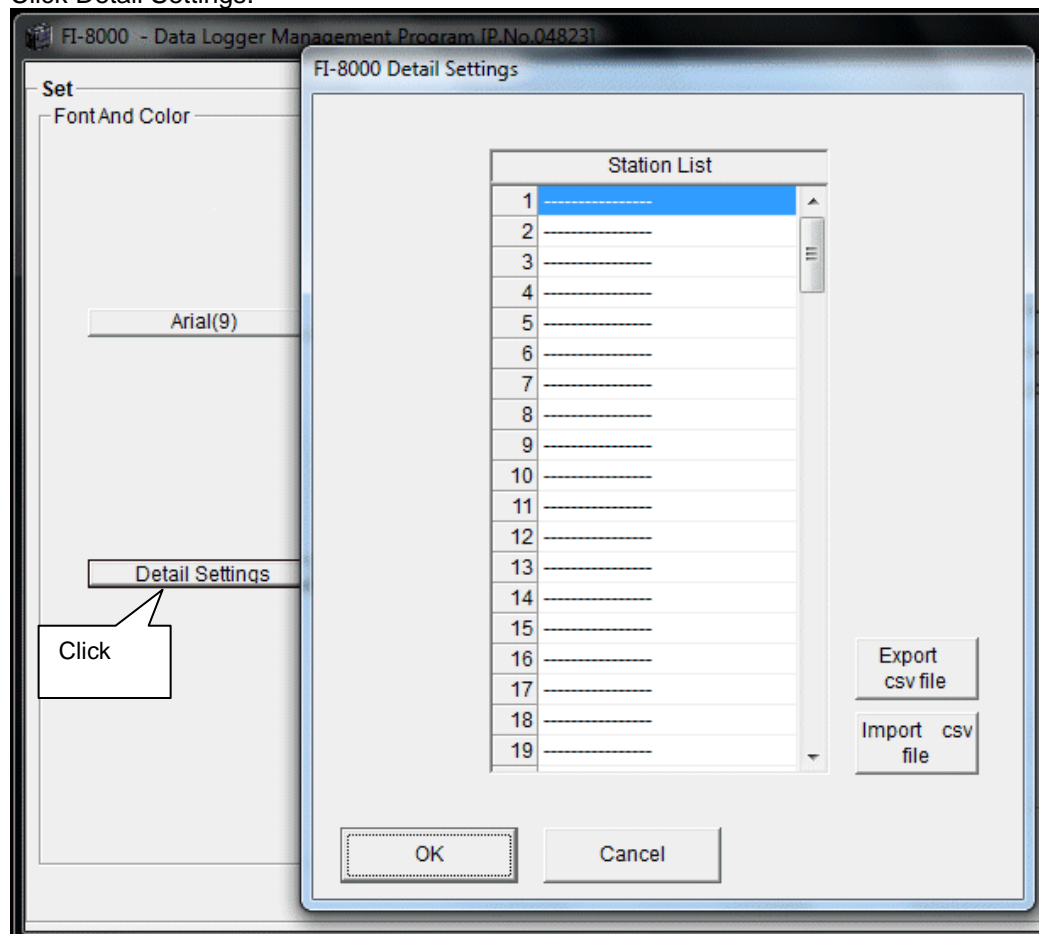 Click Detail Settings.
FI-8000 - Data Logger Management Program [P.No.04823]
Set
Font And Color
Arial(9)
Detail Settings
Click
FI-8000 Detail Settings
Station List
1 ----------------
2 ----------------
3 ----------------
4 ----------------
5 ----------------
6 ----------------
7 ----------------
8 ----------------
9 ----------------
10 ----------------
11 ----------------
12 ----------------
13 ----------------
14 ----------------
15 ----------------
16 ----------------
17 ----------------
18 ----------------
19 ----------------
Export
csv file
Import csv
file
OK
Cancel